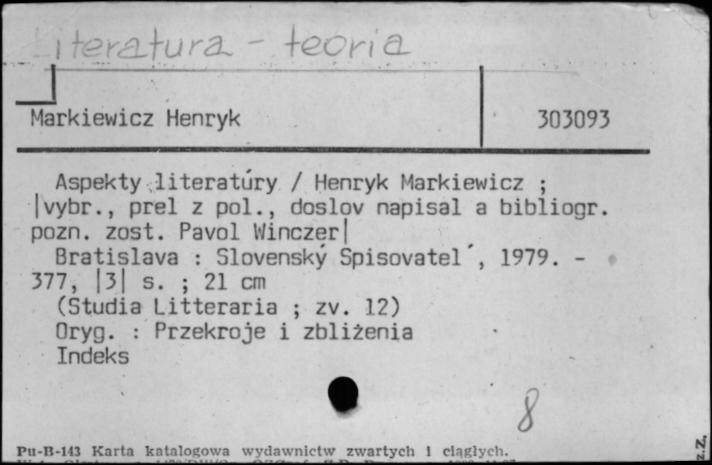 Literatura - teoria
Markiewicz Henryk 303093
Aspekty literatúry / Henryk Markiewicz ;
|vybr., prel z pol., doslov napisal a bibliogr.
pozn. zost. Pavol Winczer|
Bratislava : Slovenský Spisovatel´, 1979. -
377, |3| s. ; 21 cm
(Studia Litteraria ; zv. 12)
Oryg. : Przekroje i zbliżenia
Indeks
8
Pu-B-143 Karta katalogowa wydawnictw zwartych i ciągłych.
z.Z.